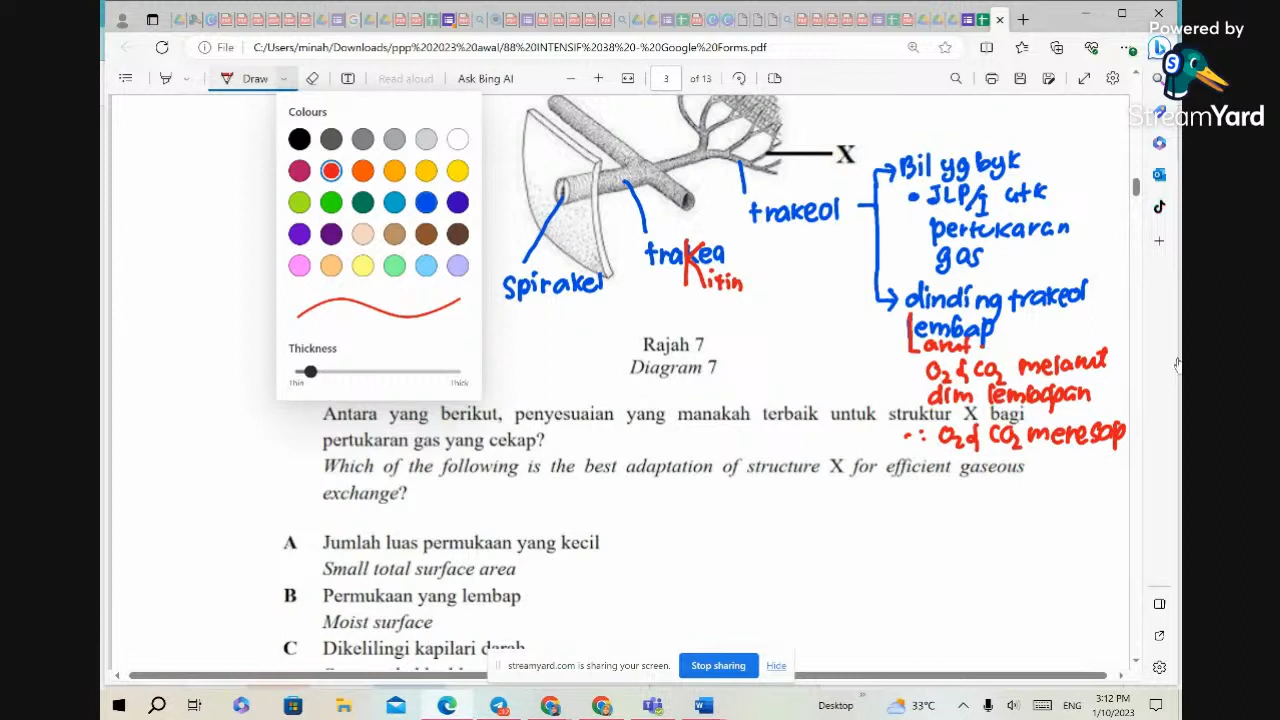 Powered by
StreamYard
File
C:/Users/minah/Downloads/ppp%202023%20awal/88%20INTENSIF%2038%20-%20Google%20Forms.pdf
Draw
Read aloud
Ask Bing AI
3
of 13
Colours
Thickness
Thin
Thick
X
Bil yg byk
• JLP/I utk
pertukaran
gas
trakeol
trakea
Kitin
Spirakel
dinding trakeol
lembap
Larut
O2 & CO2 melarut
dlm lembapan
∴ O2 & CO2 meresap
Rajah 7
Diagram 7
Antara yang berikut, penyesuaian yang manakah terbaik untuk struktur X bagi
pertukaran gas yang cekap?
Which of the following is the best adaptation of structure X for efficient gaseous
exchange?
A Jumlah luas permukaan yang kecil
Small total surface area
B Permukaan yang lembap
Moist surface
C Dikelilingi kapilari darah
streamyard.com is sharing your screen.
Stop sharing
Hide
Desktop
33°C
ENG
3:12 PM
1/10/2023